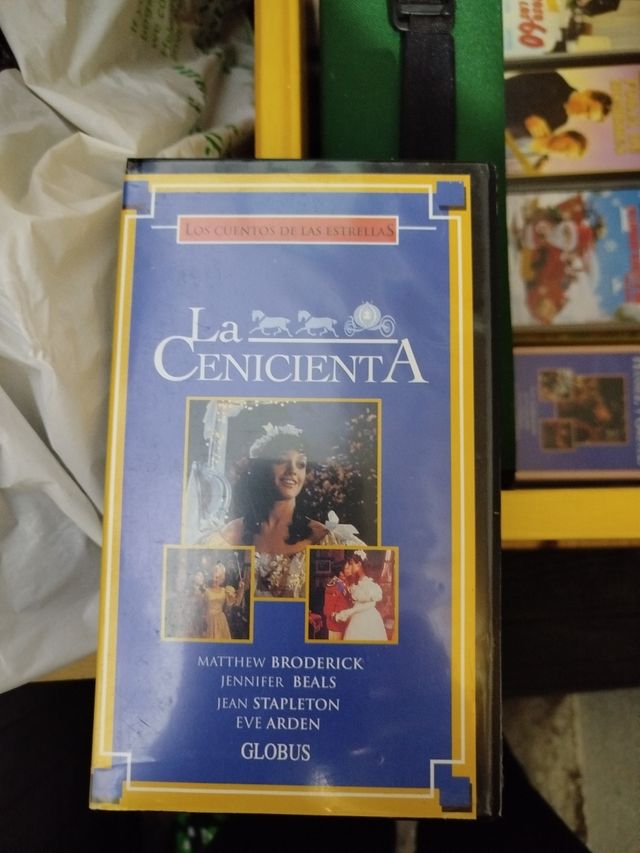 LOS CUENTOS DE LAS ESTRELLAS
La
CENICIENTA
MATTHEW BRODERICK
JENNIFER BEALS
JEAN STAPLETON
EVE ARDEN
GLOBUS